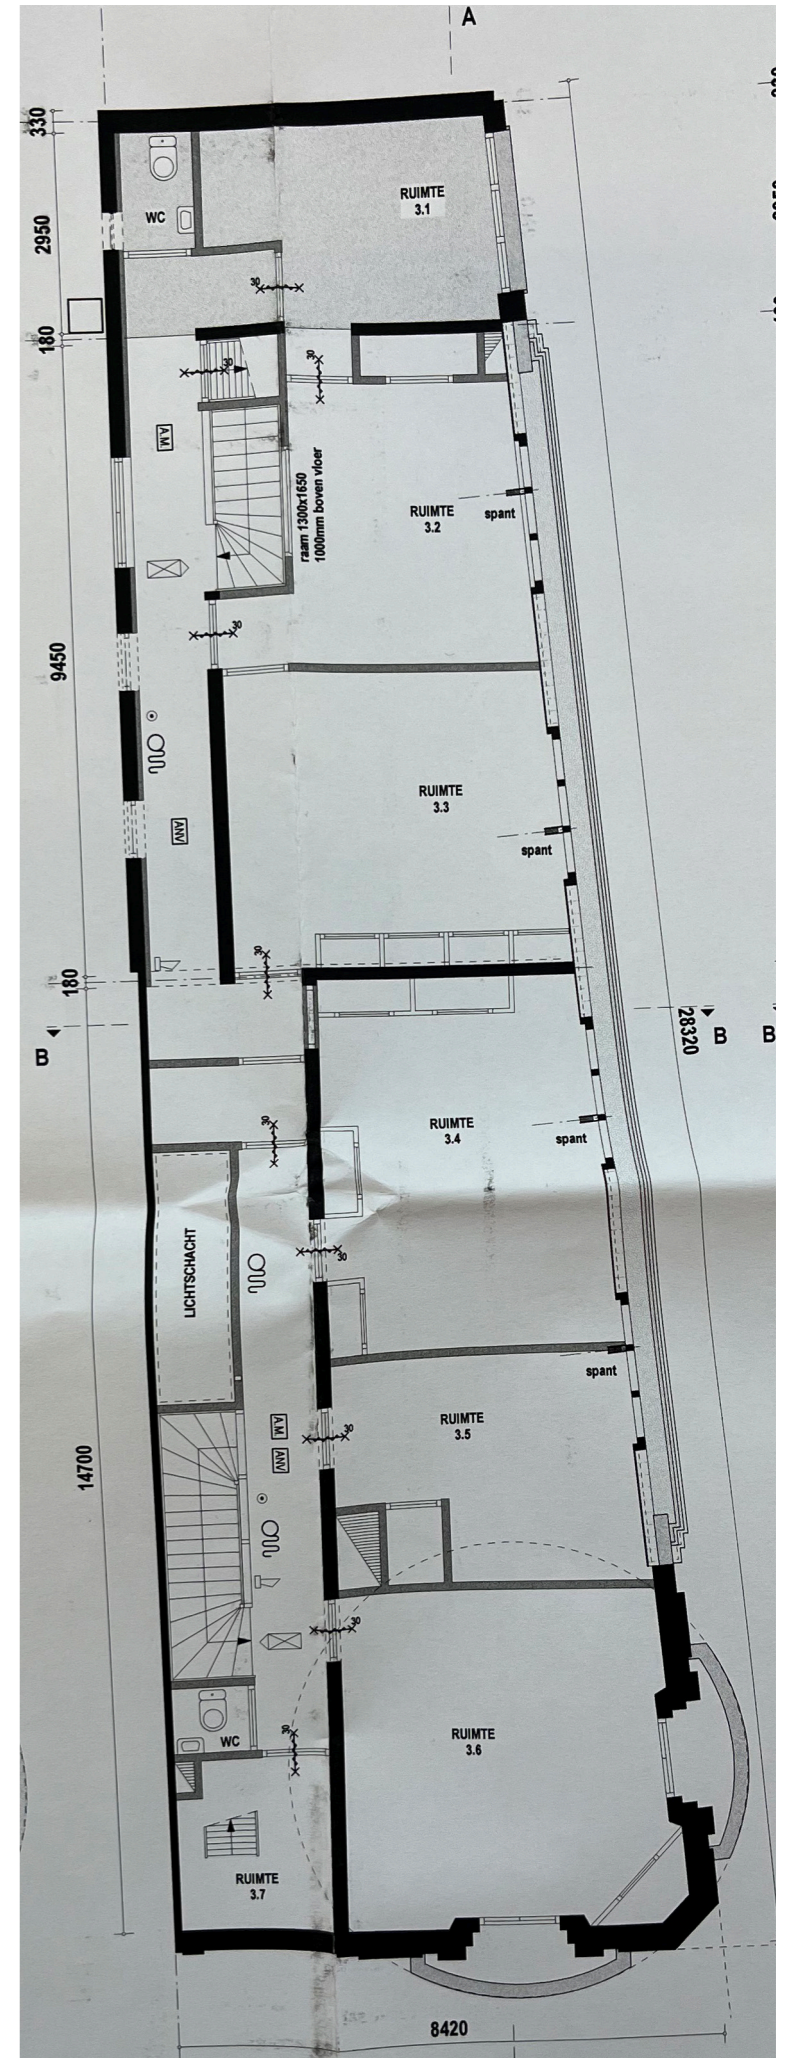 A
330
2950
180
9450
180
14700
28320
8420
WC
RUIMTE
3.1
30
30
30
A.M.
raam 1300x1650
1000mm boven vloer
RUIMTE
3.2
spant
30
RUIMTE
3.3
spant
ANV
30
B
B
B
RUIMTE
3.4
spant
30
LICHTSCHACHT
30
spant
RUIMTE
3.5
A.M.
ANV
30
30
RUIMTE
3.6
WC
30
RUIMTE
3.7